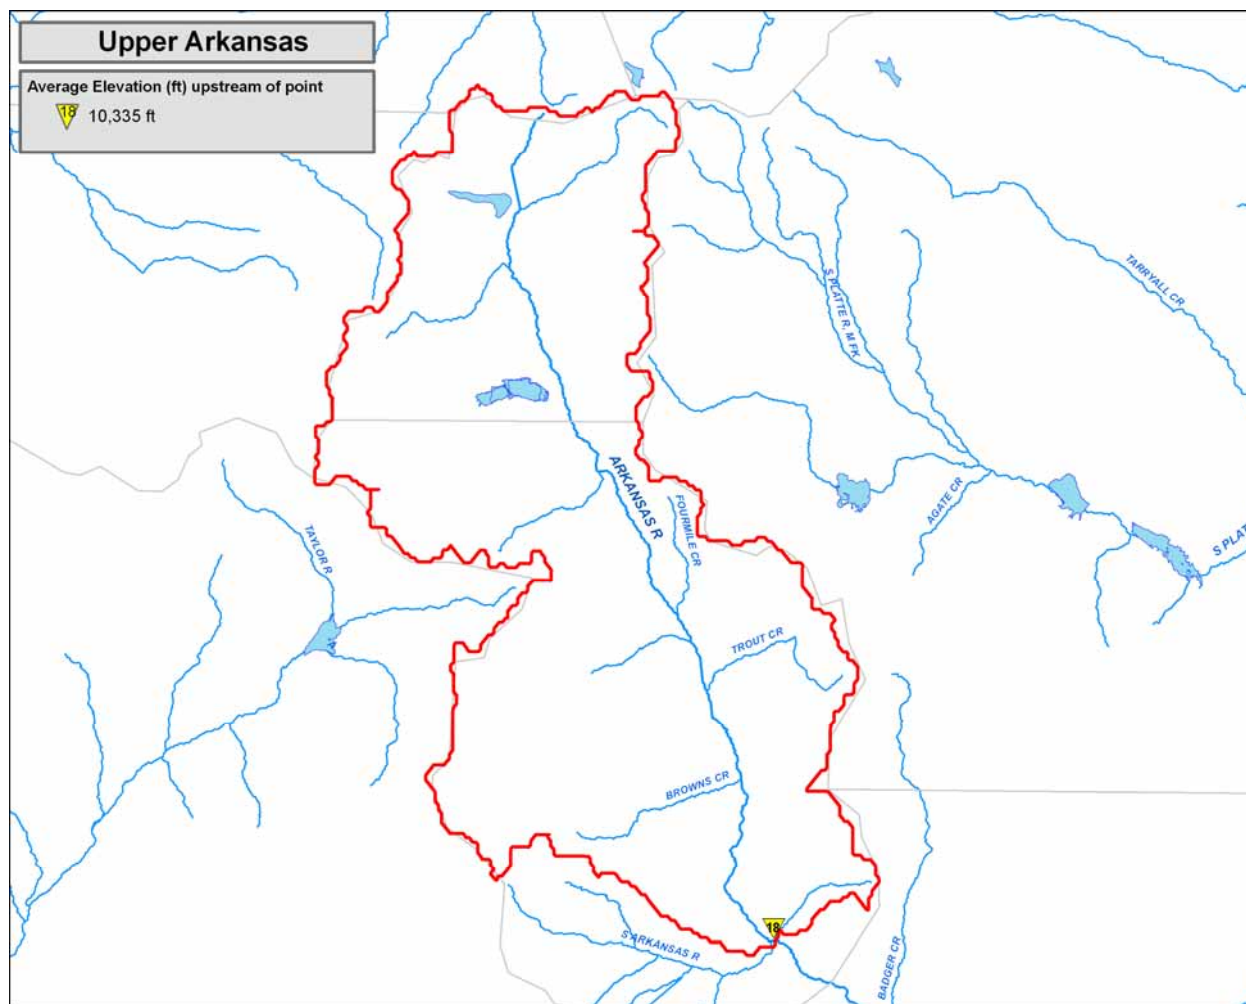 Upper Arkansas
Average Elevation (ft) upstream of point
18 10,335 ft
TARRYALL CR
S PLATTE R, M FK
ARKANSAS R
FOURMILE CR
AGATE CR
S PLAT
TAYLOR R
TROUT CR
BROWNS CR
18
S ARKANSAS R
BADGER CR